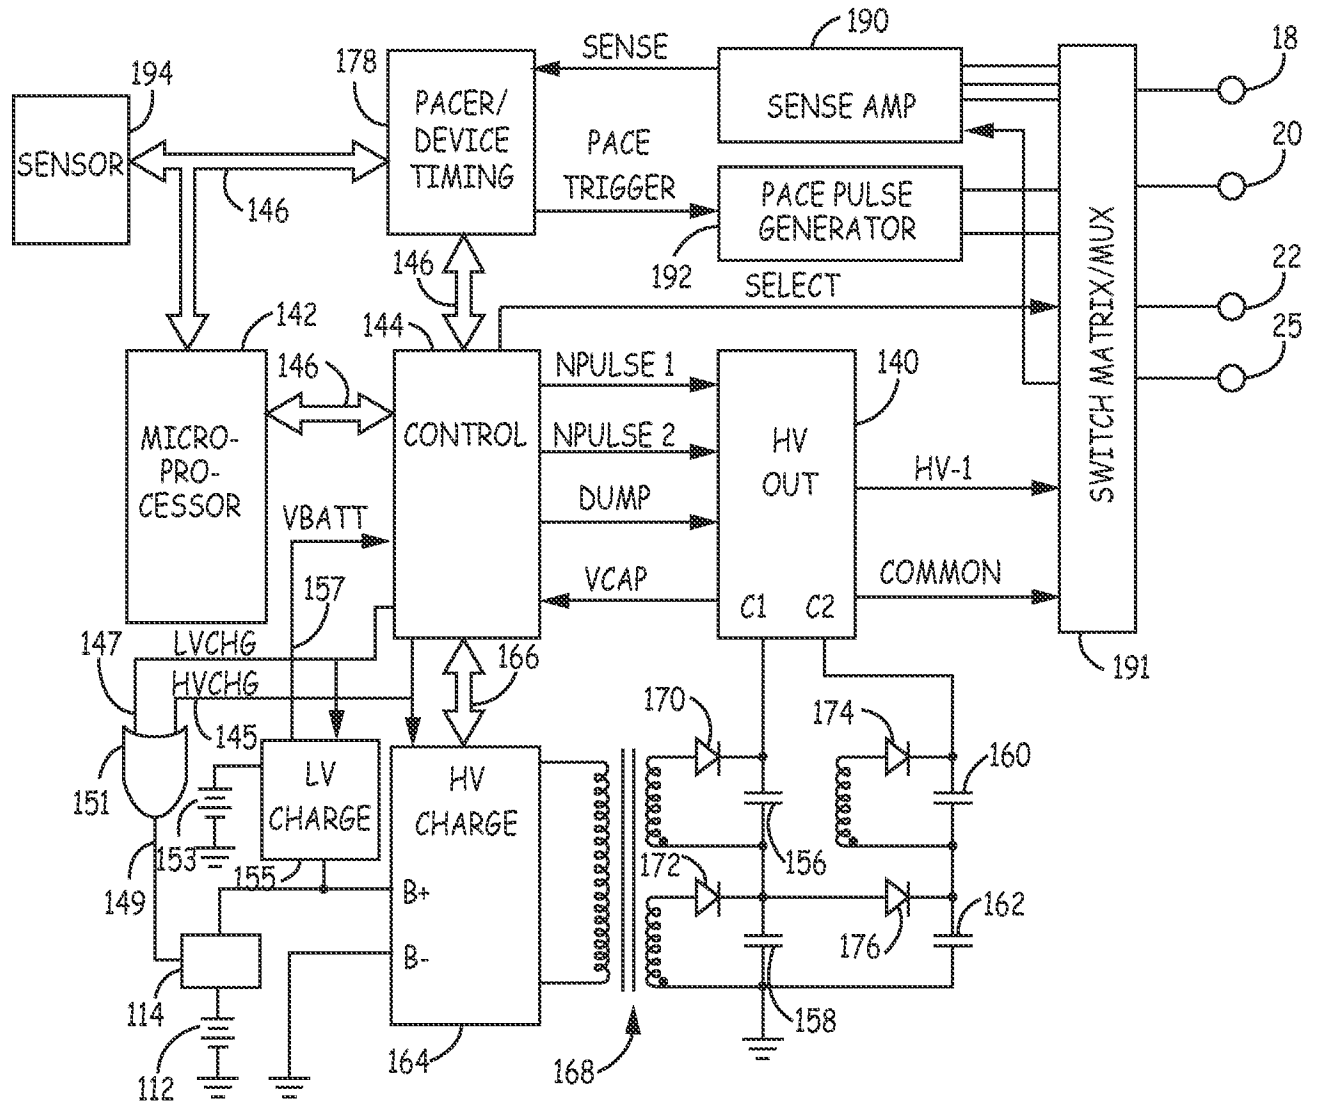 190
18
SENSE
178
194
PACER/
DEVICE
TIMING
SENSE AMP
PACE
TRIGGER
20
SENSOR
146
PACE PULSE
GENERATOR
192
146
SELECT
22
142
144
25
146
NPULSE 1
140
SWITCH MATRIX/MUX
MICRO-
PRO-
CESSOR
CONTROL
NPULSE 2
HV
OUT
HV-1
VBATT
DUMP
157
VCAP
COMMON
C1
C2
147
LVCHG
166
191
HVCHG
145
170
174
151
LV
CHARGE
HV
CHARGE
160
153
155
172
156
149
B+
162
B-
176
114
158
112
164
168